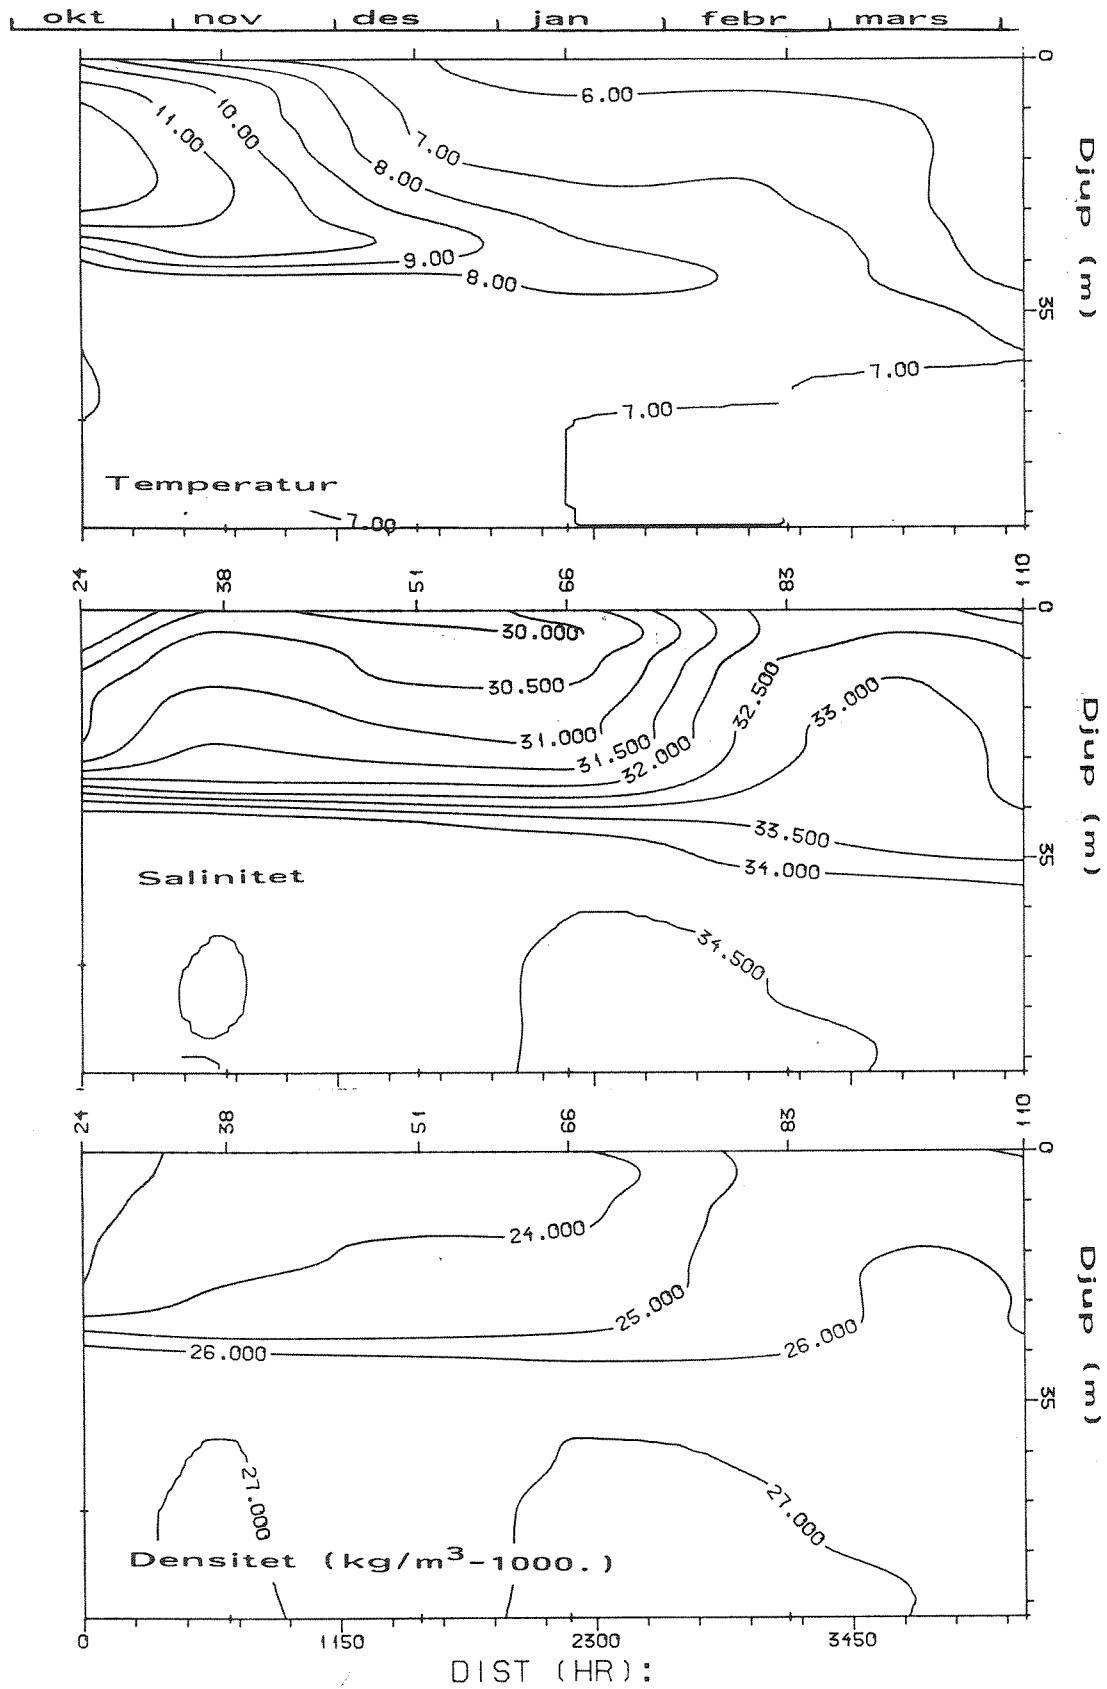 okt nov des jan febr mars
0
6.00
11.00 10.00
7.00
8.00
Djup (m)
9.00
8.00
35
7.00
7.00
Temperatur
7.00
24 38 51 66 83 110
0
30.000
30.500
32.500
33.000
31.000
31.500
32.000
Djup (m)
33.500
35
34.000
Salinitet
34.500
24 38 51 66 83 110
0
24.000
25.000
26.000
26.000
Djup (m)
35
27.000
27.000
Densitet (kg/m³-1000.)
0 1150 2300 3450
DIST (HR):